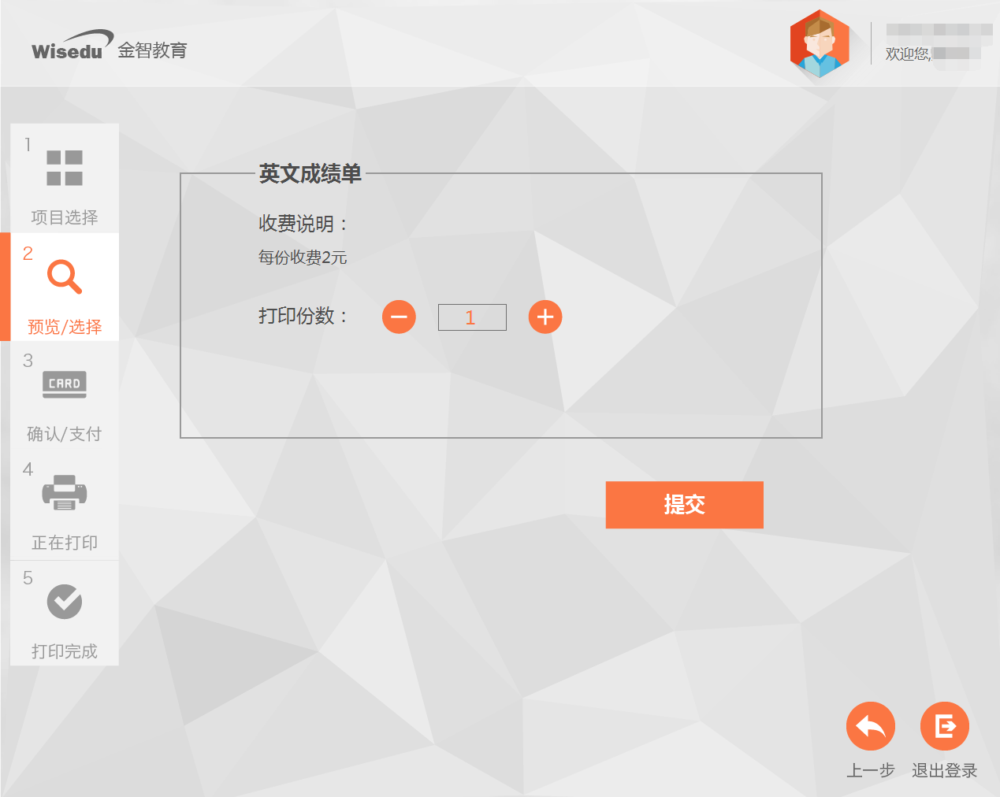 Wisedu 金智教育
欢迎您,
1
项目选择
2
预览/选择
3
CARD
确认/支付
4
正在打印
5
打印完成
英文成绩单
收费说明：
每份收费2元
打印份数：
1
提交
上一步
退出登录